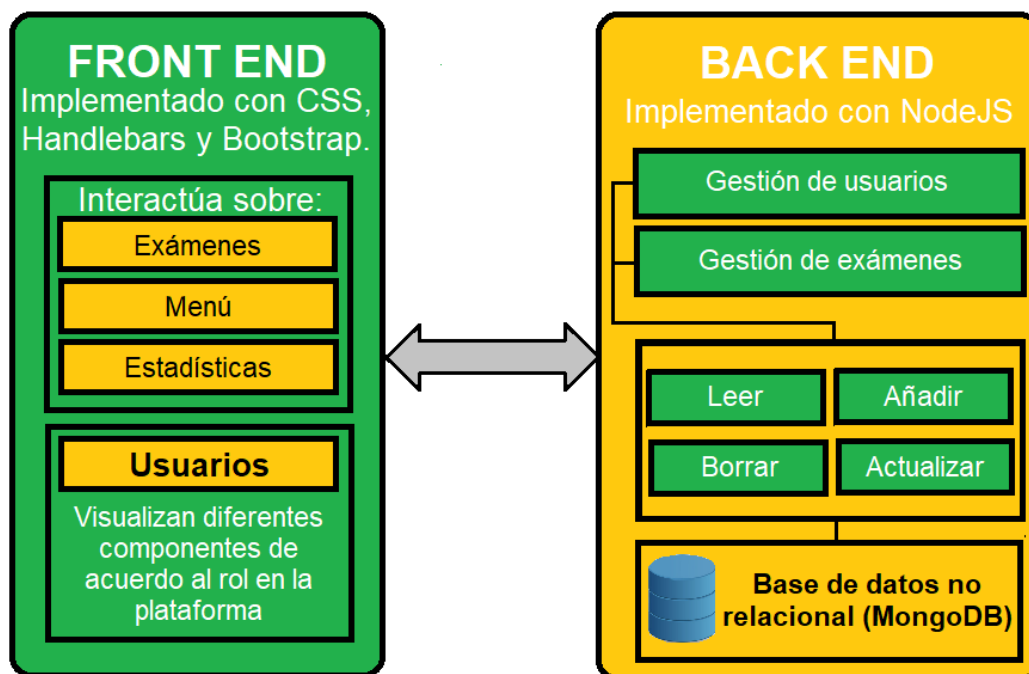 FRONT END
Implementado con CSS,
Handlebars y Bootstrap.
Interactúa sobre:
Exámenes
Menú
Estadísticas
Usuarios
Visualizan diferentes
componentes de
acuerdo al rol en la
plataforma
BACK END
Implementado con NodeJS
Gestión de usuarios
Gestión de exámenes
Leer
Añadir
Borrar
Actualizar
Base de datos no
relacional (MongoDB)